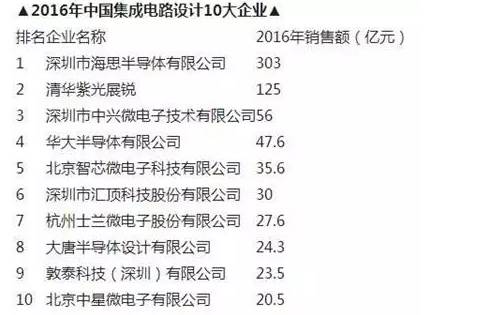 ▲2016年中国集成电路设计10大企业▲
排名企业名称 2016年销售额（亿元）
1 深圳市海思半导体有限公司 303
2 清华紫光展锐 125
3 深圳市中兴微电子技术有限公司56
4 华大半导体有限公司 47.6
5 北京智芯微电子科技有限公司 35.6
6 深圳市汇顶科技股份有限公司 30
7 杭州士兰微电子股份有限公司 27.6
8 大唐半导体设计有限公司 24.3
9 敦泰科技（深圳）有限公司 23.5
10 北京中星微电子有限公司 20.5